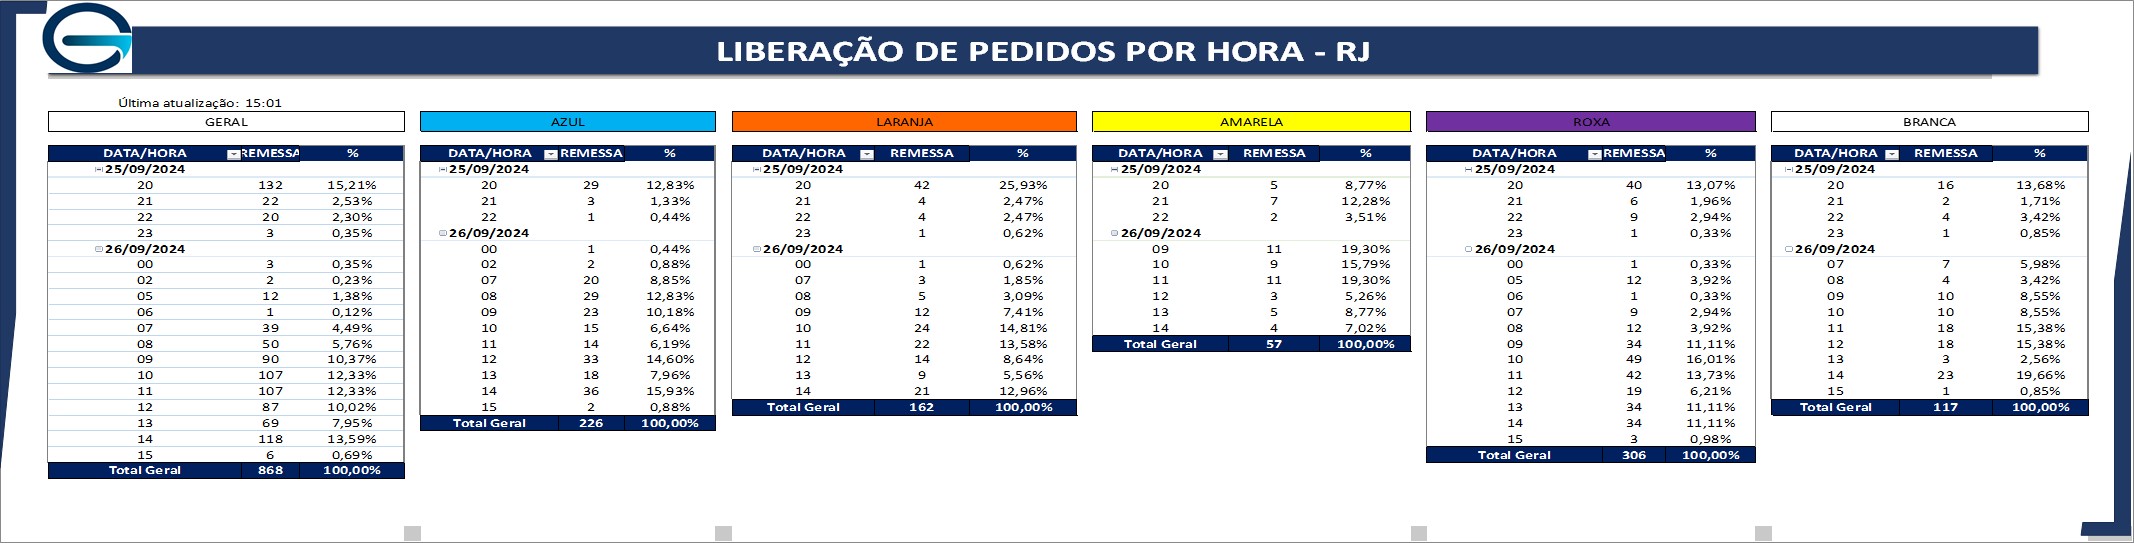 LIBERAÇÃO DE PEDIDOS POR HORA - RJ
Última atualização: 15:01
GERAL
DATA/HORA REMESSA %
25/09/2024
20 132 15,21%
21 22 2,53%
22 20 2,30%
23 3 0,35%
26/09/2024
00 3 0,35%
02 2 0,23%
05 12 1,38%
06 1 0,12%
07 39 4,49%
08 50 5,76%
09 90 10,37%
10 107 12,33%
11 107 12,33%
12 87 10,02%
13 69 7,95%
14 118 13,59%
15 6 0,69%
Total Geral 868 100,00%
AZUL
DATA/HORA REMESSA %
25/09/2024
20 29 12,83%
21 3 1,33%
22 1 0,44%
26/09/2024
00 1 0,44%
02 2 0,88%
07 20 8,85%
08 29 12,83%
09 23 10,18%
10 15 6,64%
11 14 6,19%
12 33 14,60%
13 18 7,96%
14 36 15,93%
15 2 0,88%
Total Geral 226 100,00%
LARANJA
DATA/HORA REMESSA %
25/09/2024
20 42 25,93%
21 4 2,47%
22 4 2,47%
23 1 0,62%
26/09/2024
00 1 0,62%
07 3 1,85%
08 5 3,09%
09 12 7,41%
10 24 14,81%
11 22 13,58%
12 14 8,64%
13 9 5,56%
14 21 12,96%
Total Geral 162 100,00%
AMARELA
DATA/HORA REMESSA %
25/09/2024
20 5 8,77%
21 7 12,28%
22 2 3,51%
26/09/2024
09 11 19,30%
10 9 15,79%
11 11 19,30%
12 3 5,26%
13 5 8,77%
14 4 7,02%
Total Geral 57 100,00%
ROXA
DATA/HORA REMESSA %
25/09/2024
20 40 13,07%
21 6 1,96%
22 9 2,94%
23 1 0,33%
26/09/2024
00 1 0,33%
05 12 3,92%
06 1 0,33%
07 9 2,94%
08 12 3,92%
09 34 11,11%
10 49 16,01%
11 42 13,73%
12 19 6,21%
13 34 11,11%
14 34 11,11%
15 3 0,98%
Total Geral 306 100,00%
BRANCA
DATA/HORA REMESSA %
25/09/2024
20 16 13,68%
21 2 1,71%
22 4 3,42%
23 1 0,85%
26/09/2024
07 7 5,98%
08 4 3,42%
09 10 8,55%
10 10 8,55%
11 18 15,38%
12 18 15,38%
13 3 2,56%
14 23 19,66%
15 1 0,85%
Total Geral 117 100,00%